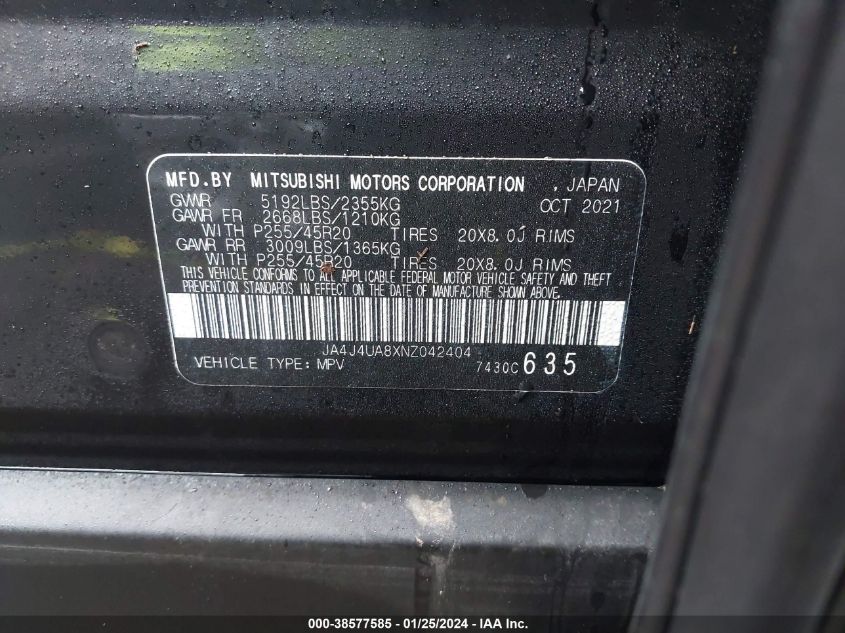 MFD.BY MITSUBISHI MOTORS CORPORATION , JAPAN
GVWR 5192LBS/2355KG OCT 2021
GAWR FR 2668LBS/1210KG
WITH P255/45R20 TIRES 20X8.0J RIMS
GAWR RR 3009LBS/1365KG
WITH P255/45R20 TIRES 20X8.0J RIMS
THIS VEHICLE CONFORMS TO ALL APPLICABLE FEDERAL MOTOR VEHICLE SAFETY AND THEFT
PREVENTION STANDARDS IN EFFECT ON THE DATE OF MANUFACTURE SHOWN ABOVE.
JA4J4UA8XNZ042404
VEHICLE TYPE: MPV 7430C 635
000-38577585 - 01/25/2024 - IAA Inc.